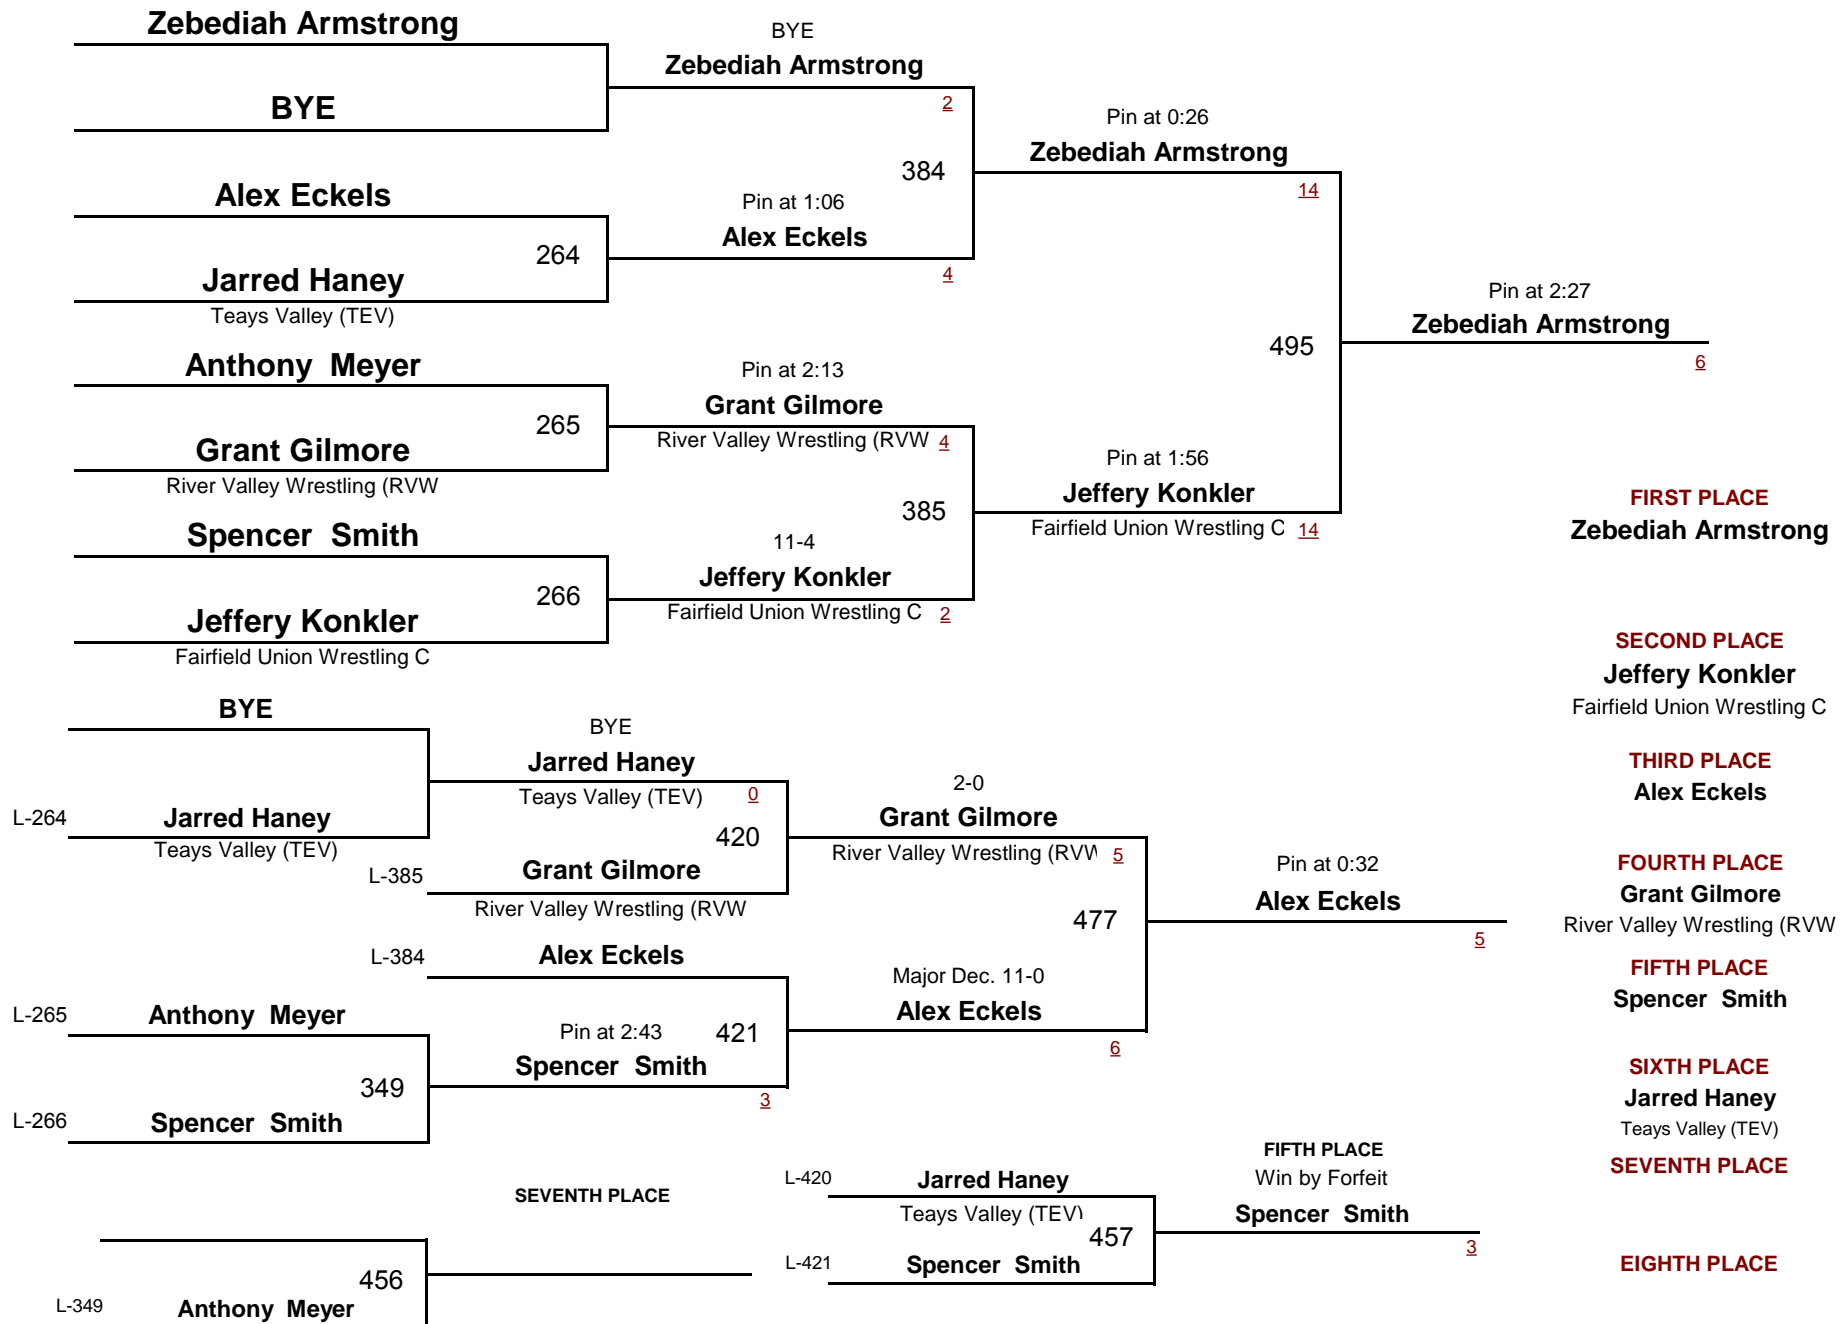 Zebediah Armstrong
BYE
BYE
Zebediah Armstrong
2
Alex Eckels
264
Jarred Haney
Teays Valley (TEV)
Pin at 1:06
Alex Eckels
4
384
Pin at 0:26
Zebediah Armstrong
14
Anthony  Meyer
265
Grant Gilmore
River Valley Wrestling (RVW
Pin at 2:13
Grant Gilmore
River Valley Wrestling (RVW
4
Spencer  Smith
266
Jeffery Konkler
Fairfield Union Wrestling C
11-4
Jeffery Konkler
Fairfield Union Wrestling C
2
385
Pin at 1:56
Jeffery Konkler
Fairfield Union Wrestling C
14
495
Pin at 2:27
Zebediah Armstrong
6
BYE
L-264
Jarred Haney
Teays Valley (TEV)
BYE
Jarred Haney
Teays Valley (TEV)
0
420
L-385
Grant Gilmore
River Valley Wrestling (RVW
2-0
Grant Gilmore
River Valley Wrestling (RVW
5
L-384
Alex Eckels
L-265
Anthony  Meyer
349
L-266
Spencer  Smith
Pin at 2:43
Spencer  Smith
3
421
Major Dec. 11-0
Alex Eckels
6
477
Pin at 0:32
Alex Eckels
5
SEVENTH PLACE
456
L-349
Anthony  Meyer
L-420
Jarred Haney
Teays Valley (TEV)
457
L-421
Spencer  Smith
FIFTH PLACE
Win by Forfeit
Spencer  Smith
3
FIRST PLACE
Zebediah Armstrong
SECOND PLACE
Jeffery Konkler
Fairfield Union Wrestling C
THIRD PLACE
Alex Eckels
FOURTH PLACE
Grant Gilmore
River Valley Wrestling (RVW
FIFTH PLACE
Spencer  Smith
SIXTH PLACE
Jarred Haney
Teays Valley (TEV)
SEVENTH PLACE
EIGHTH PLACE